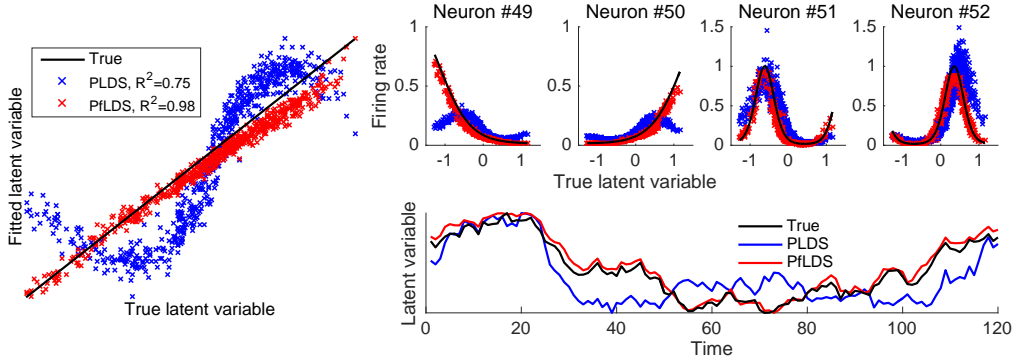 True
PLDS, R²=0.75
PfLDS, R²=0.98
Fitted latent variable
True latent variable
Neuron #49
Neuron #50
Neuron #51
Neuron #52
Firing rate
1
0.5
0
-1 0 1
1
0.5
0
-1 0 1
1.5
1
0.5
0
-1 0 1
1.5
1
0.5
0
-1 0 1
True latent variable
Latent variable
True
PLDS
PfLDS
0 20 40 60 80 100 120
Time